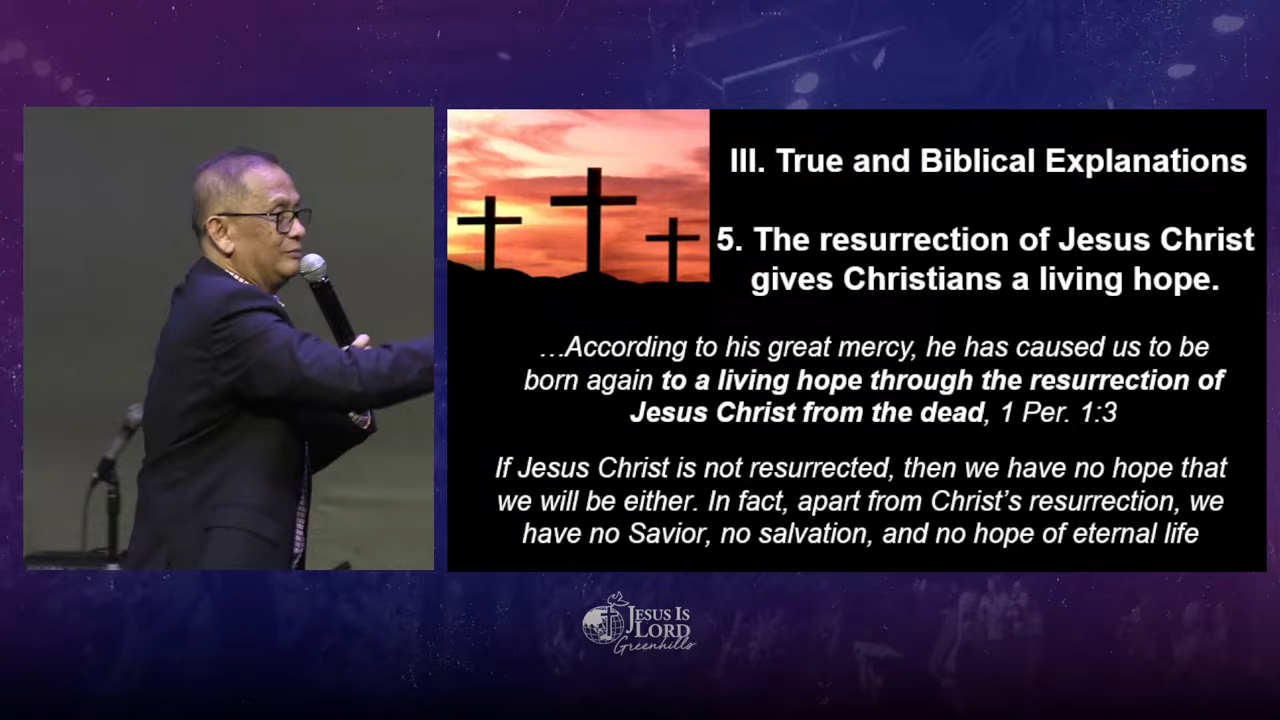 III. True and Biblical Explanations
5. The resurrection of Jesus Christ
gives Christians a living hope.
…According to his great mercy, he has caused us to be
born again to a living hope through the resurrection of
Jesus Christ from the dead, 1 Per. 1:3
If Jesus Christ is not resurrected, then we have no hope that
we will be either. In fact, apart from Christ’s resurrection, we
have no Savior, no salvation, and no hope of eternal life
JESUS IS
LORD
Greenhills